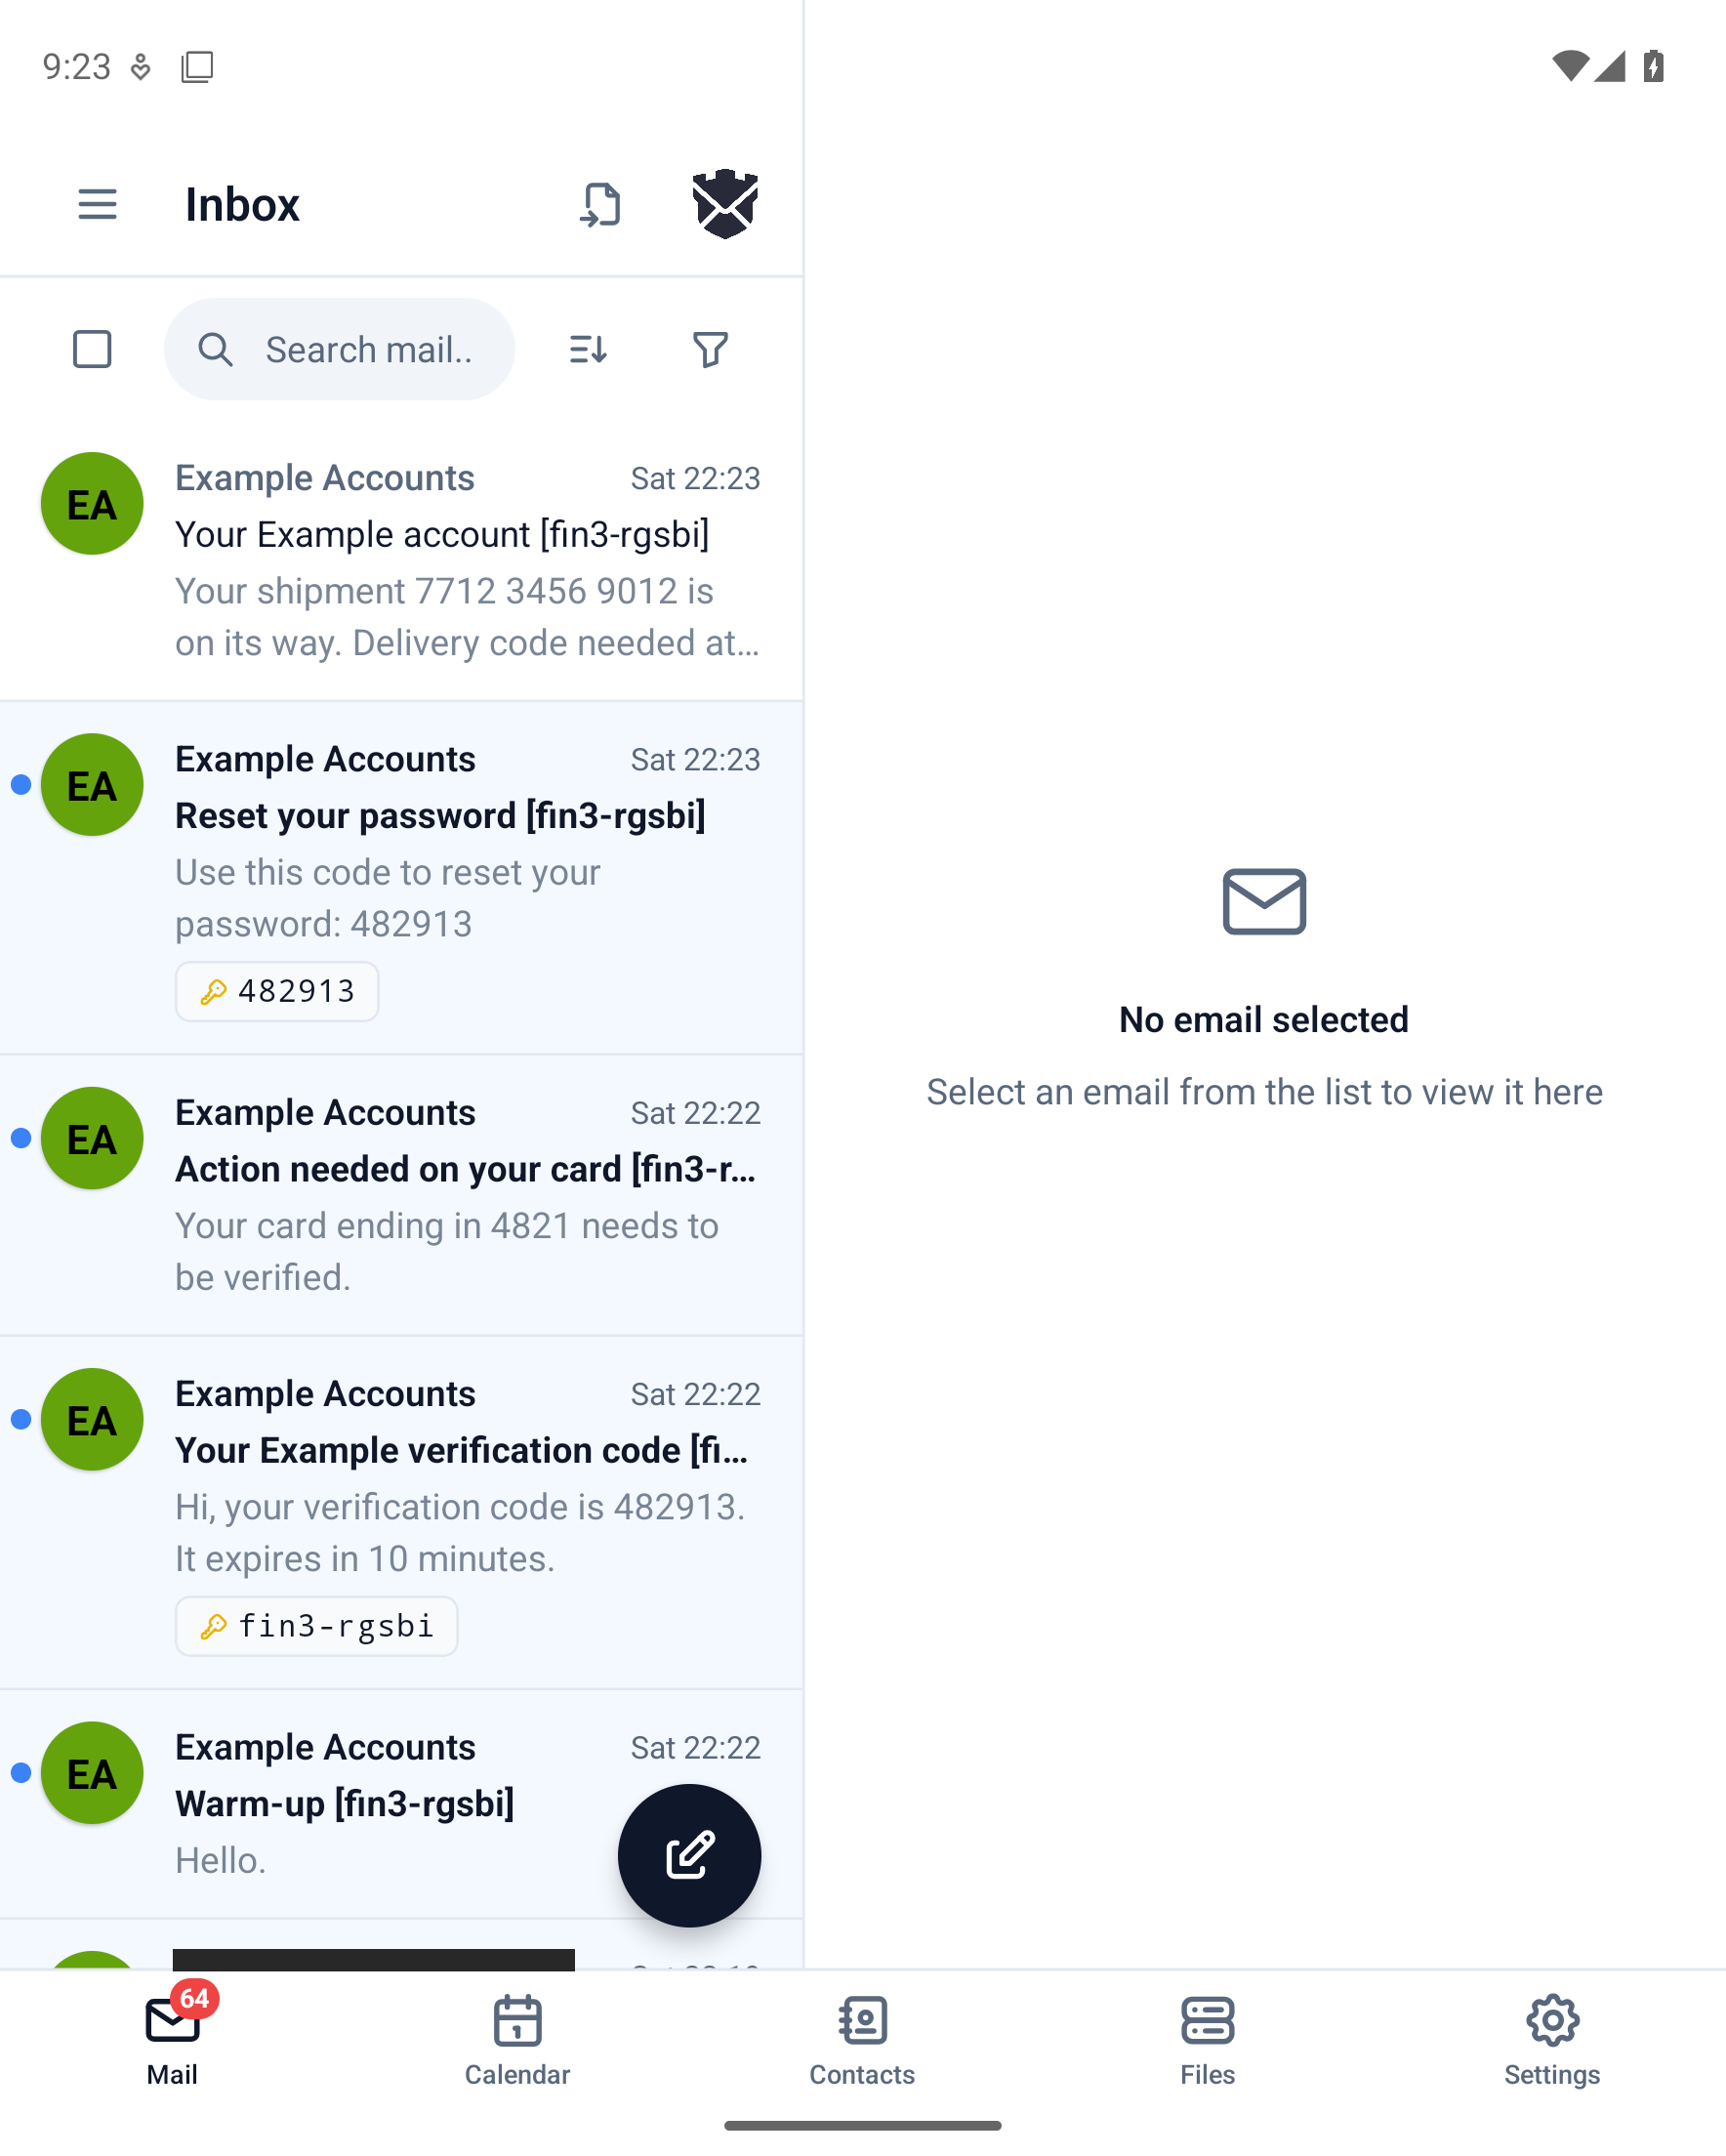 9:23
Inbox
Search mail..
EA
Example Accounts
Sat 22:23
Your Example account [fin3-rgsbi]
Your shipment 7712 3456 9012 is
on its way. Delivery code needed at…
EA
Example Accounts
Sat 22:23
Reset your password [fin3-rgsbi]
Use this code to reset your
password: 482913
482913
EA
Example Accounts
Sat 22:22
Action needed on your card [fin3-r…
Your card ending in 4821 needs to
be verified.
EA
Example Accounts
Sat 22:22
Your Example verification code [fi…
Hi, your verification code is 482913.
It expires in 10 minutes.
fin3-rgsbi
EA
Example Accounts
Sat 22:22
Warm-up [fin3-rgsbi]
Hello.
No email selected
Select an email from the list to view it here
64
Mail
Calendar
Contacts
Files
Settings